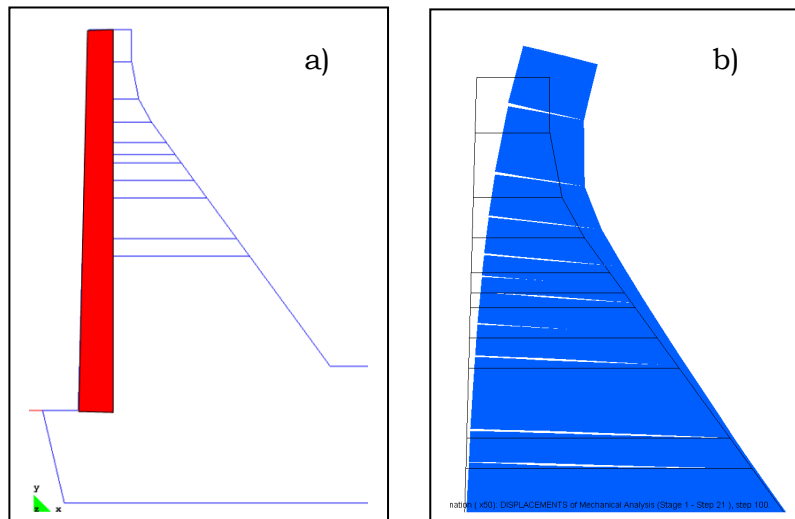 a)
b)
y
z x
nation ( x50): DISPLACEMENTS of Mechanical Analysis (Stage 1 - Step 21 ), step 100